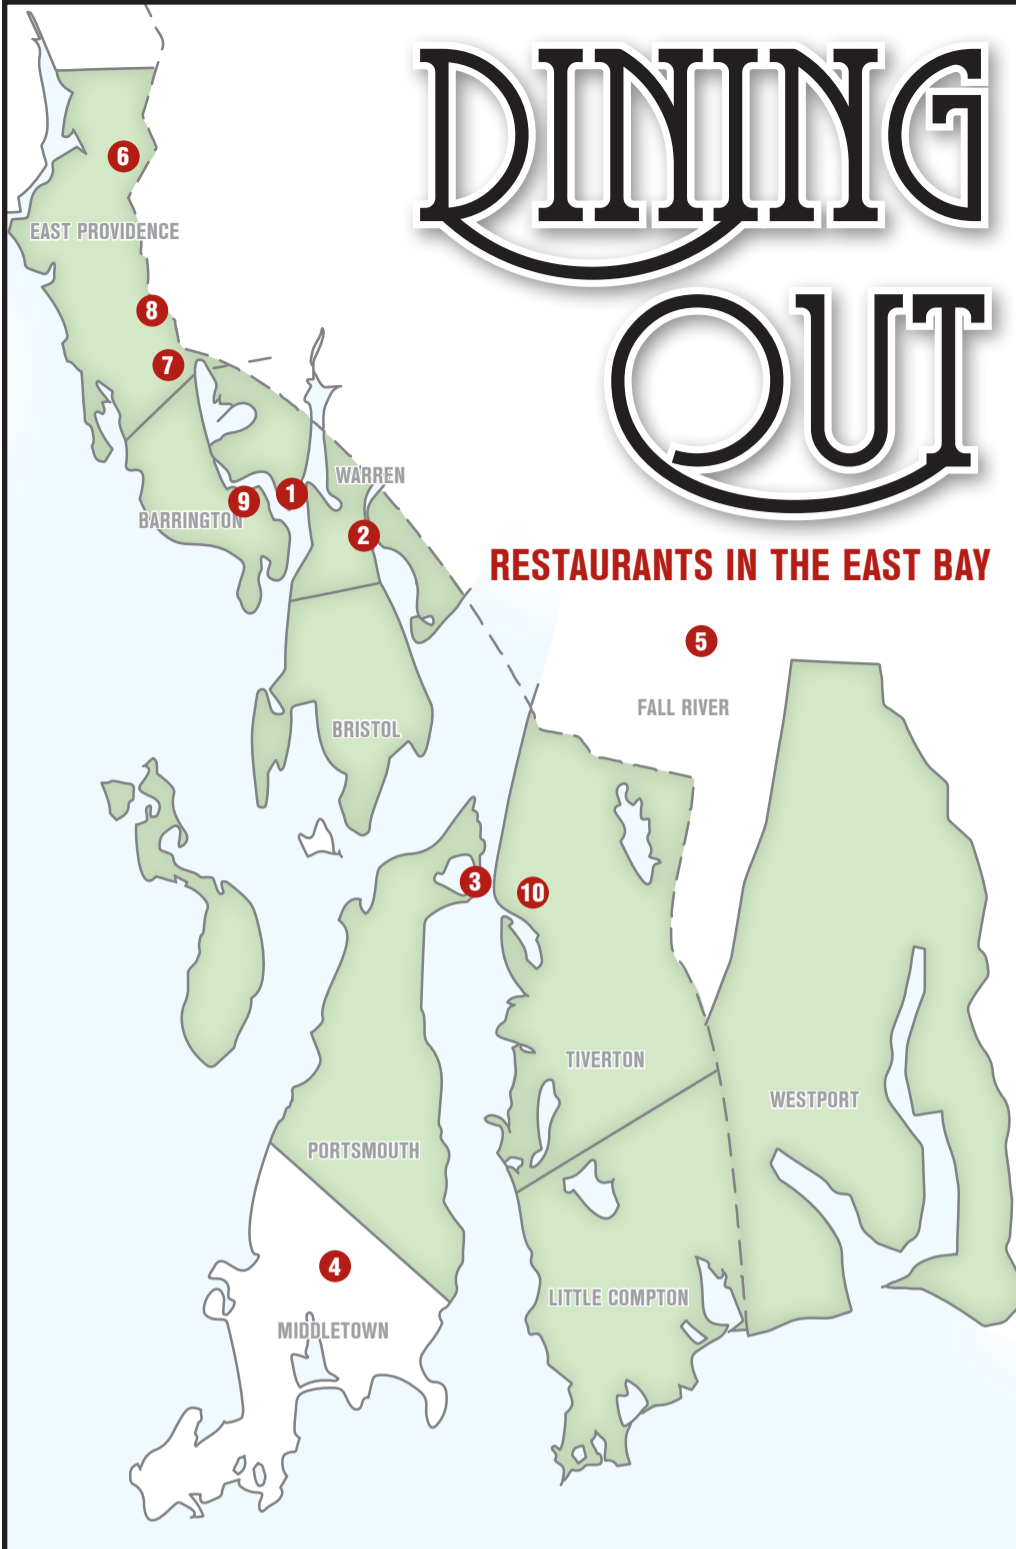 DINING
OUT
RESTAURANTS IN THE EAST BAY
6
EAST PROVIDENCE
8
7
WARREN
9
1
BARRINGTON
2
5
FALL RIVER
BRISTOL
3
10
TIVERTON
WESTPORT
PORTSMOUTH
4
LITTLE COMPTON
MIDDLETOWN